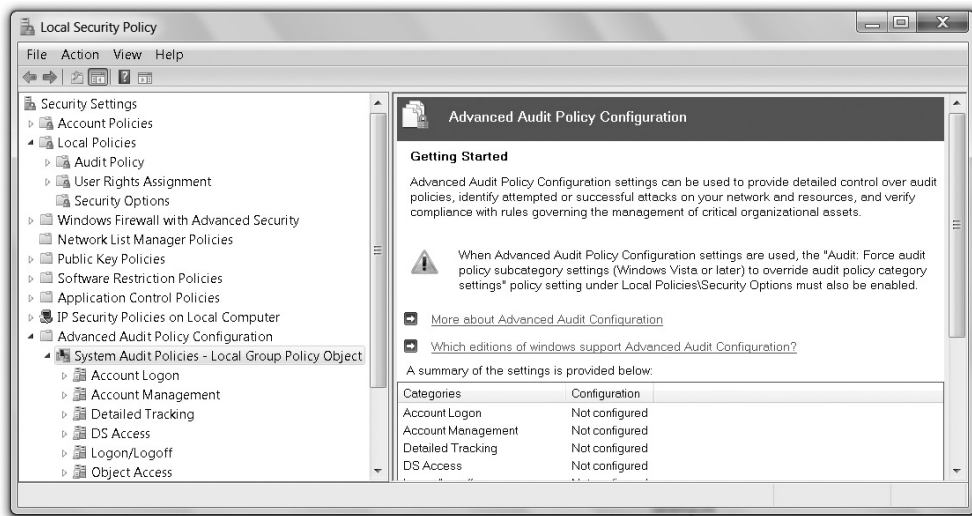 Local Security Policy
File Action View Help
Security Settings
Account Policies
Local Policies
Audit Policy
User Rights Assignment
Security Options
Windows Firewall with Advanced Security
Network List Manager Policies
Public Key Policies
Software Restriction Policies
Application Control Policies
IP Security Policies on Local Computer
Advanced Audit Policy Configuration
System Audit Policies - Local Group Policy Object
Account Logon
Account Management
Detailed Tracking
DS Access
Logon/Logoff
Object Access
Advanced Audit Policy Configuration
Getting Started
Advanced Audit Policy Configuration settings can be used to provide detailed control over audit
policies, identify attempted or successful attacks on your network and resources, and verify
compliance with rules governing the management of critical organizational assets.
When Advanced Audit Policy Configuration settings are used, the "Audit: Force audit
policy subcategory settings (Windows Vista or later) to override audit policy category
settings" policy setting under Local Policies\Security Options must also be enabled.
More about Advanced Audit Configuration
Which editions of windows support Advanced Audit Configuration?
A summary of the settings is provided below:
Categories Configuration
Account Logon Not configured
Account Management Not configured
Detailed Tracking Not configured
DS Access Not configured